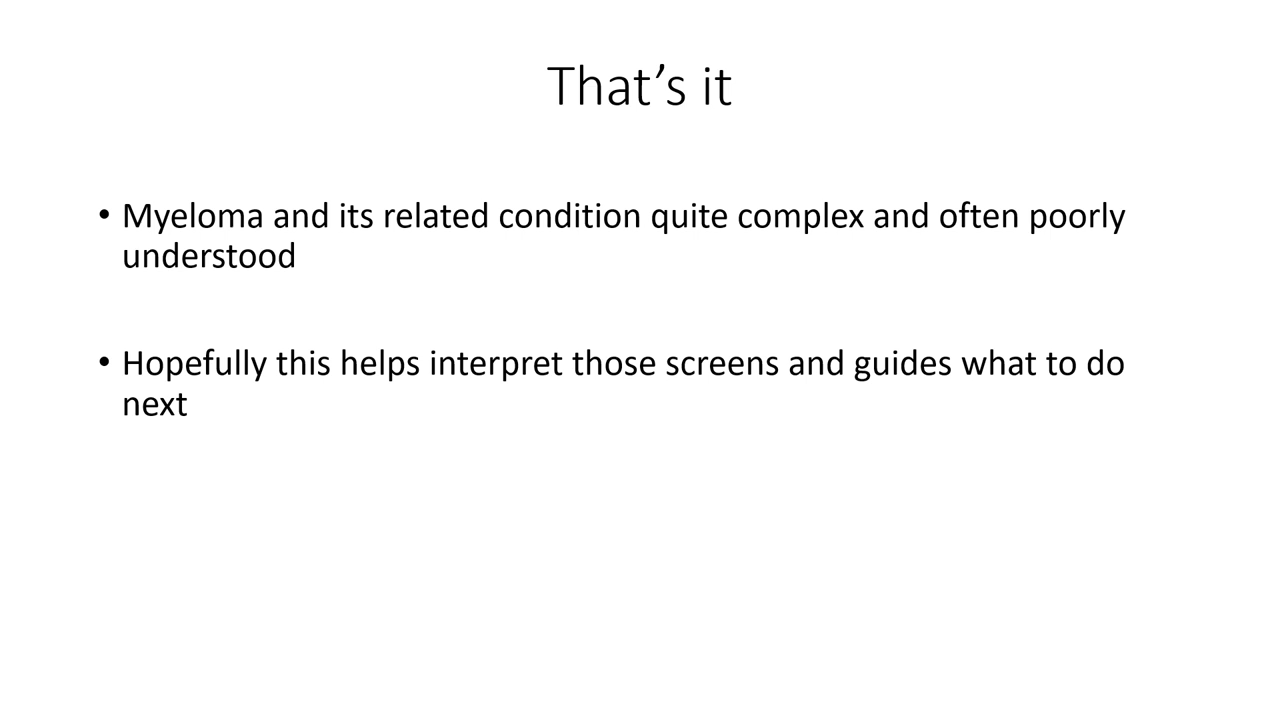 That’s it
• Myeloma and its related condition quite complex and often poorly
understood
• Hopefully this helps interpret those screens and guides what to do
next